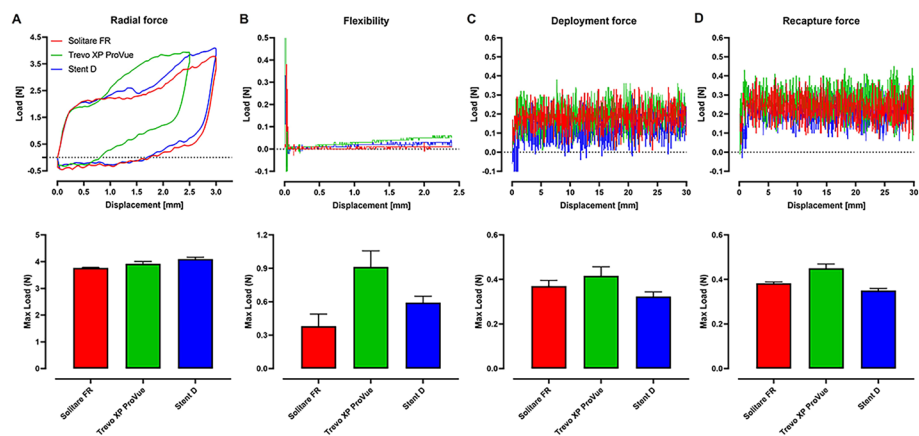 A
Radial force
Solitare FR
Trevo XP ProVue
Stent D
Load [N]
4.5
3.5
2.5
1.5
0.5
-0.5
0.0 0.5 1.0 1.5 2.0 2.5 3.0
Displacement [mm]
B
Flexibility
Load [N]
0.5
0.4
0.3
0.2
0.1
0.0
-0.1
0.0 0.5 1.0 1.5 2.0 2.5
Displacement [mm]
C
Deployment force
Load [N]
0.6
0.5
0.4
0.3
0.2
0.1
0.0
-0.1
0 5 10 15 20 25 30
Displacement [mm]
D
Recapture force
Load [N]
0.6
0.5
0.4
0.3
0.2
0.1
0.0
-0.1
0 5 10 15 20 25 30
Displacement [mm]
Max Load (N)
5
4
3
2
1
0
Solitare FR
Trevo XP ProVue
Stent D
Max Load (N)
1.2
0.9
0.6
0.3
0.0
Solitare FR
Trevo XP ProVue
Stent D
Max Load (N)
0.6
0.4
0.2
0.0
Solitare FR
Trevo XP ProVue
Stent D
Max Load (N)
0.6
0.4
0.2
0.0
Solitare FR
Trevo XP ProVue
Stent D